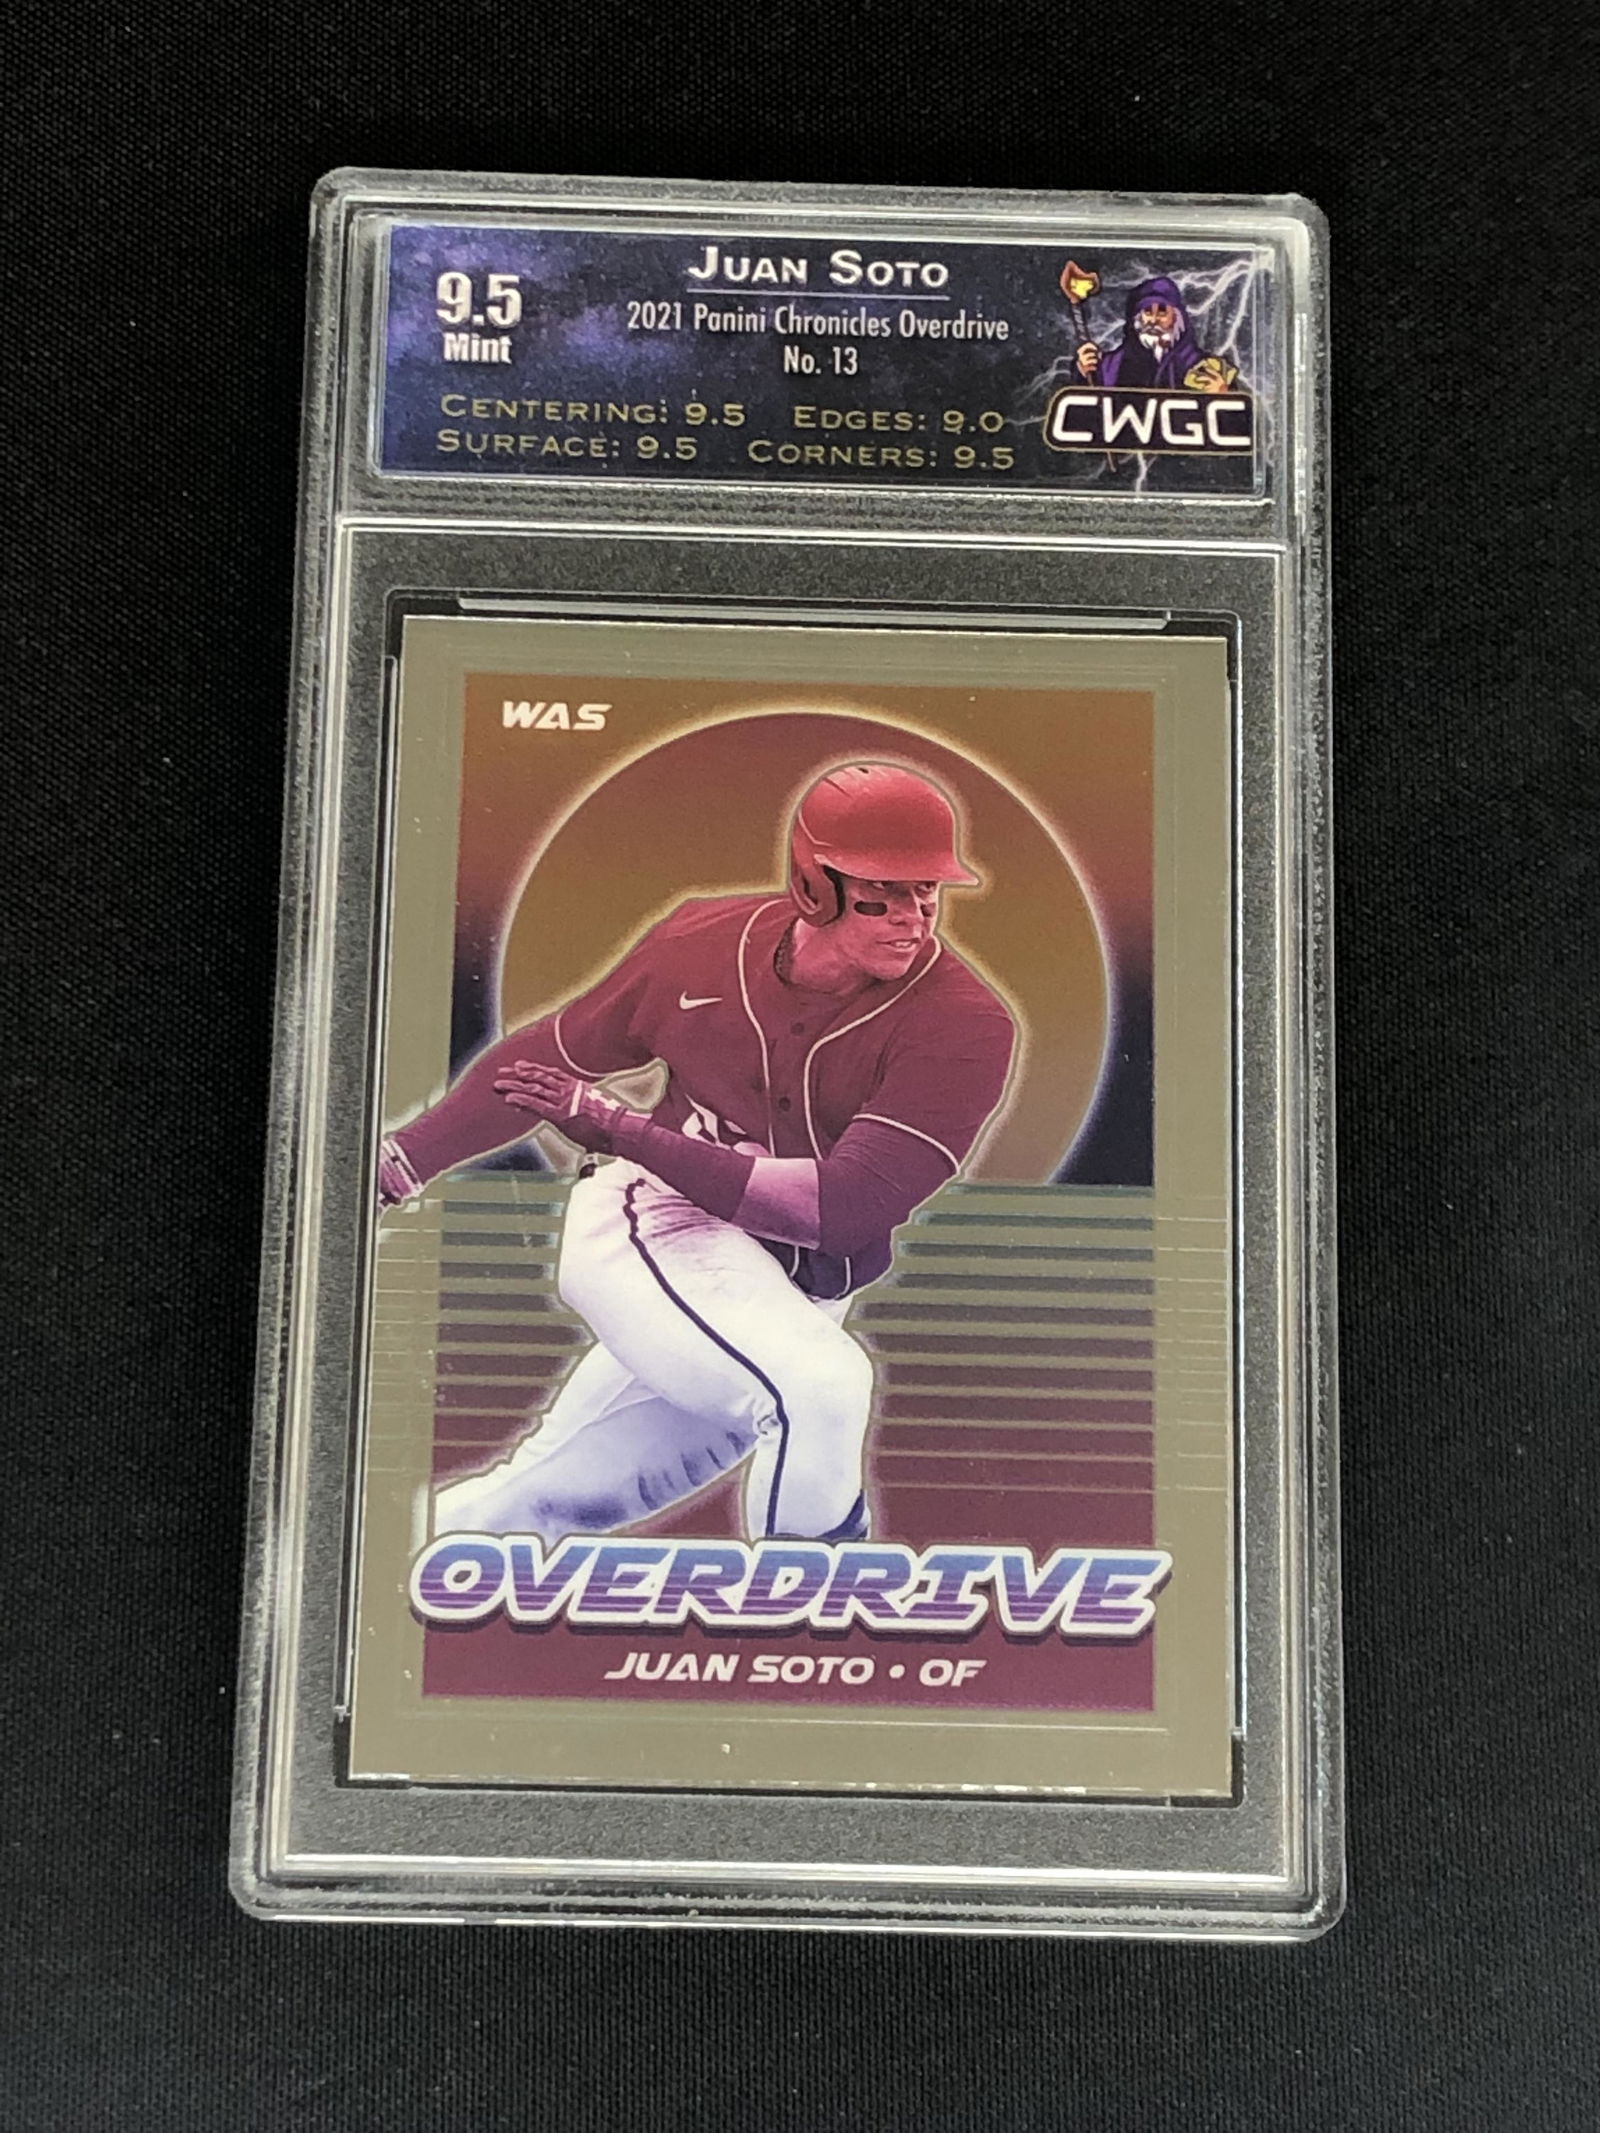 9.5
Mint
JUAN SOTO
2021 Panini Chronicles Overdrive
No. 13
CENTERING: 9.5 EDGES: 9.0
SURFACE: 9.5 CORNERS: 9.5
CWGC
WAS
OVERDRIVE
JUAN SOTO • OF